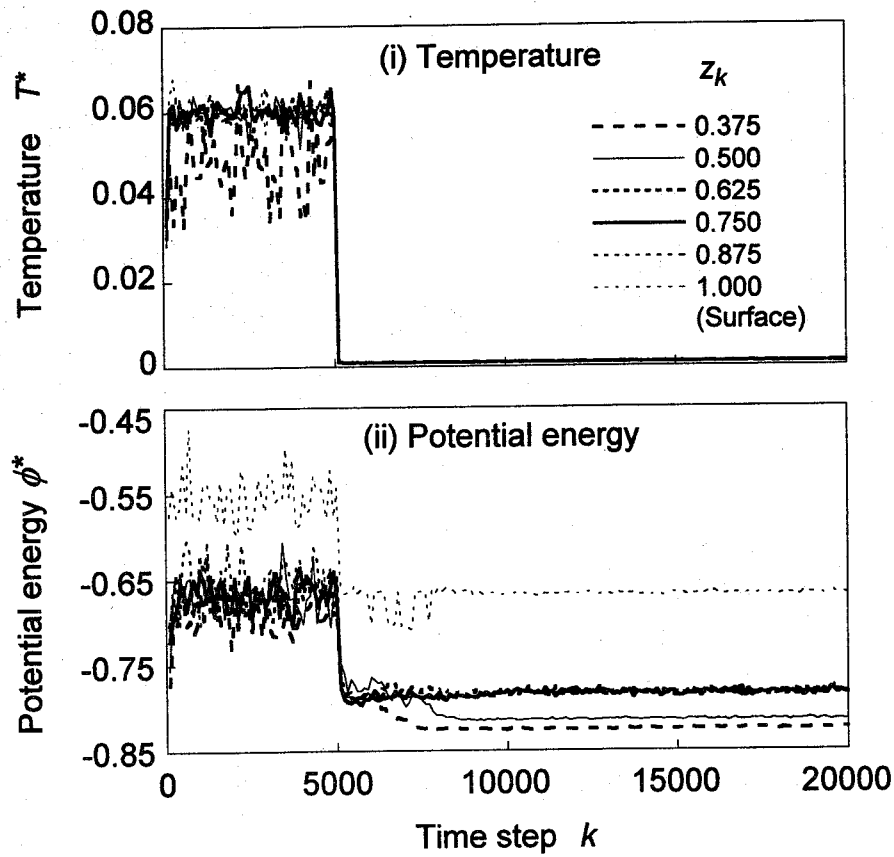 0.08
(i) Temperature
z_k
0.06
0.375
0.500
0.04
0.625
0.750
0.02
0.875
1.000
(Surface)
0
Temperature T*
-0.45
(ii) Potential energy
-0.55
-0.65
-0.75
-0.85
Potential energy ϕ*
0 5000 10000 15000 20000
Time step k